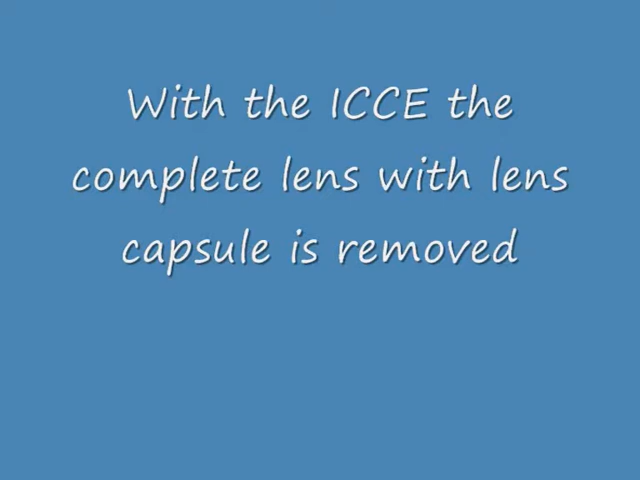 With the ICCE the
complete lens with lens
capsule is removed